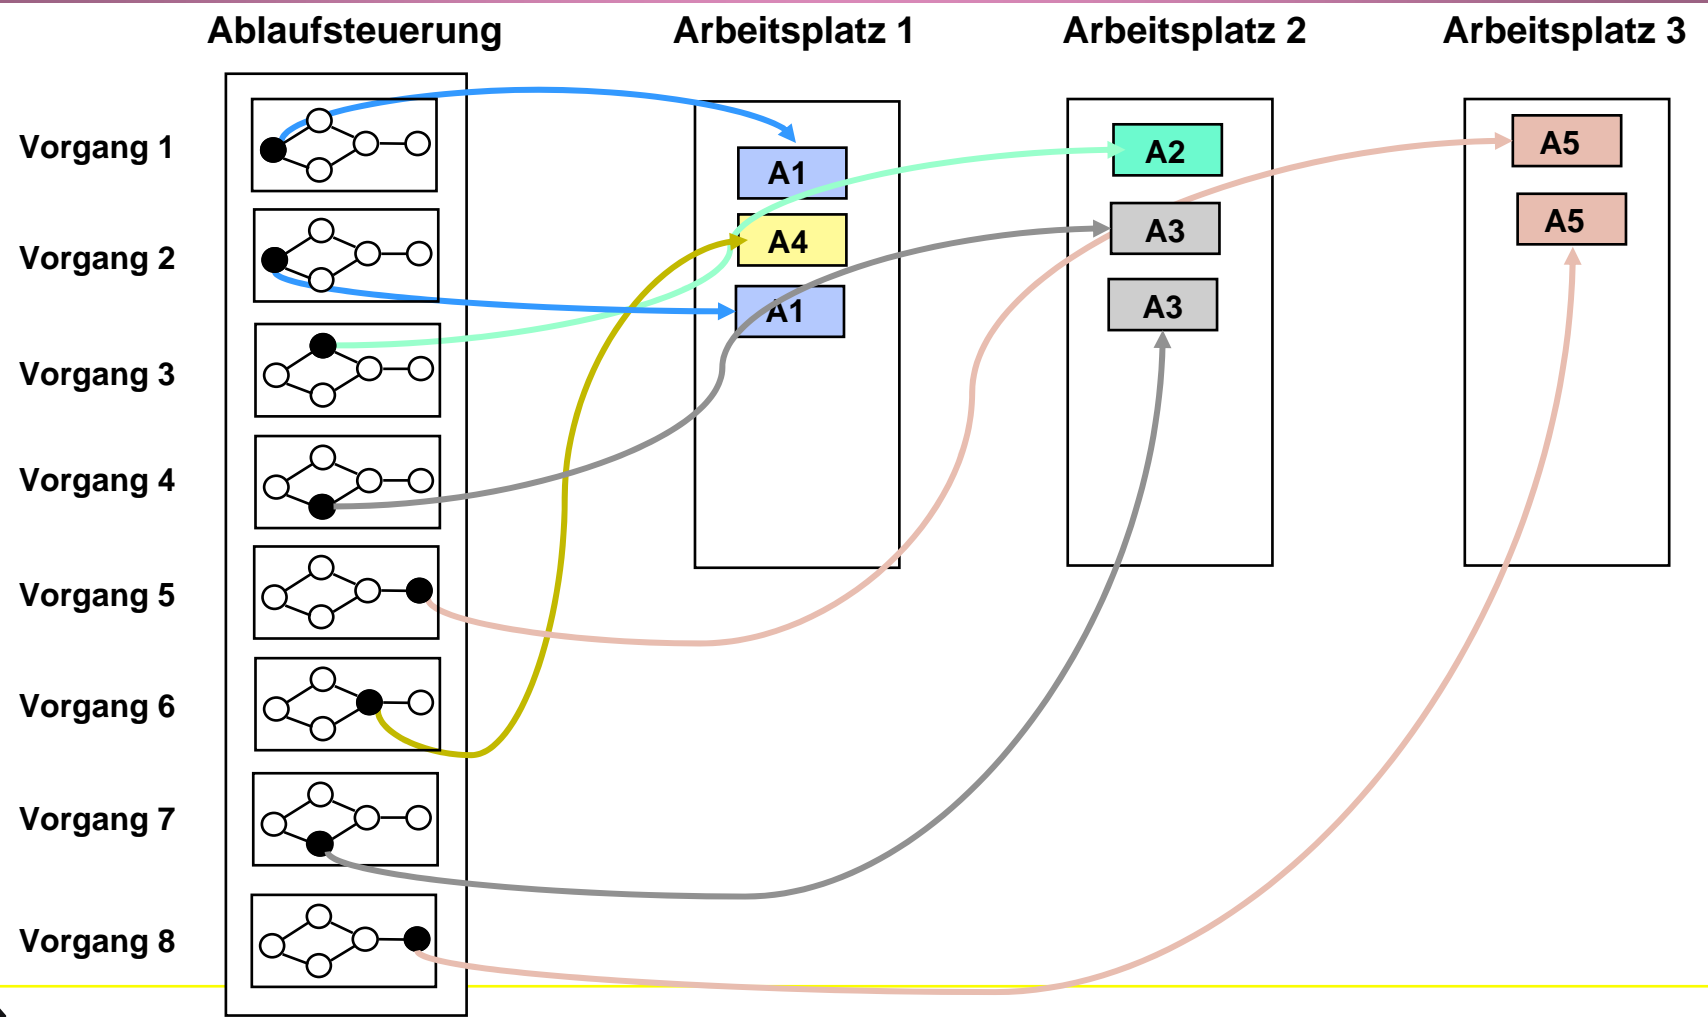 Ablaufsteuerung
Arbeitsplatz 1
Arbeitsplatz 2
Arbeitsplatz 3
Vorgang 1
Vorgang 2
Vorgang 3
Vorgang 4
Vorgang 5
Vorgang 6
Vorgang 7
Vorgang 8
A1
A4
A1
A2
A3
A3
A5
A5